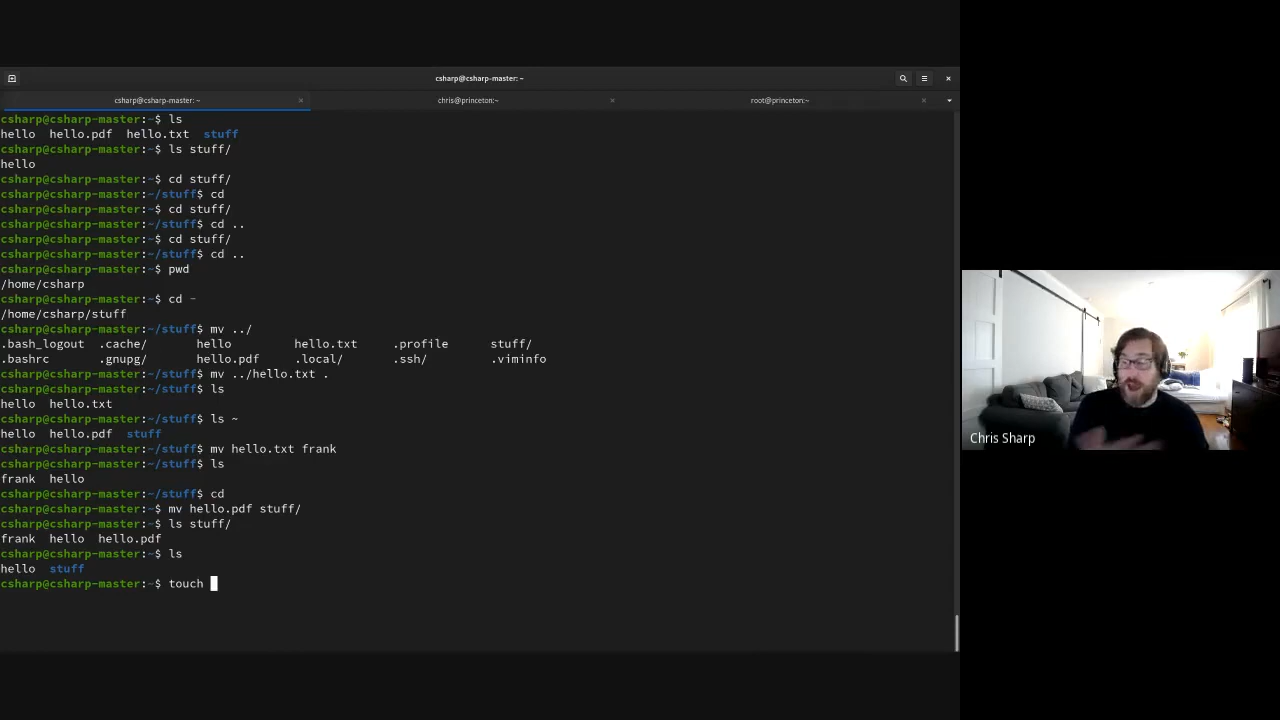 csharp@csharp-master: ~
csharp@csharp-master: ~
chris@princeton:~
root@princeton:~
csharp@csharp-master:~$ ls
hello hello.pdf hello.txt stuff
csharp@csharp-master:~$ ls stuff/
hello
csharp@csharp-master:~$ cd stuff/
csharp@csharp-master:~/stuff$ cd
csharp@csharp-master:~$ cd stuff/
csharp@csharp-master:~/stuff$ cd ..
csharp@csharp-master:~$ cd stuff/
csharp@csharp-master:~/stuff$ cd ..
csharp@csharp-master:~$ pwd
/home/csharp
csharp@csharp-master:~$ cd -
/home/csharp/stuff
csharp@csharp-master:~/stuff$ mv ../
.bash_logout .cache/ hello hello.txt .profile stuff/
.bashrc .gnupg/ hello.pdf .local/ .ssh/ .viminfo
csharp@csharp-master:~/stuff$ mv ../hello.txt .
csharp@csharp-master:~/stuff$ ls
hello hello.txt
csharp@csharp-master:~/stuff$ ls ~
hello hello.pdf stuff
csharp@csharp-master:~/stuff$ mv hello.txt frank
csharp@csharp-master:~/stuff$ ls
frank hello
csharp@csharp-master:~/stuff$ cd
csharp@csharp-master:~$ mv hello.pdf stuff/
csharp@csharp-master:~$ ls stuff/
frank hello hello.pdf
csharp@csharp-master:~$ ls
hello stuff
csharp@csharp-master:~$ touch
Chris Sharp